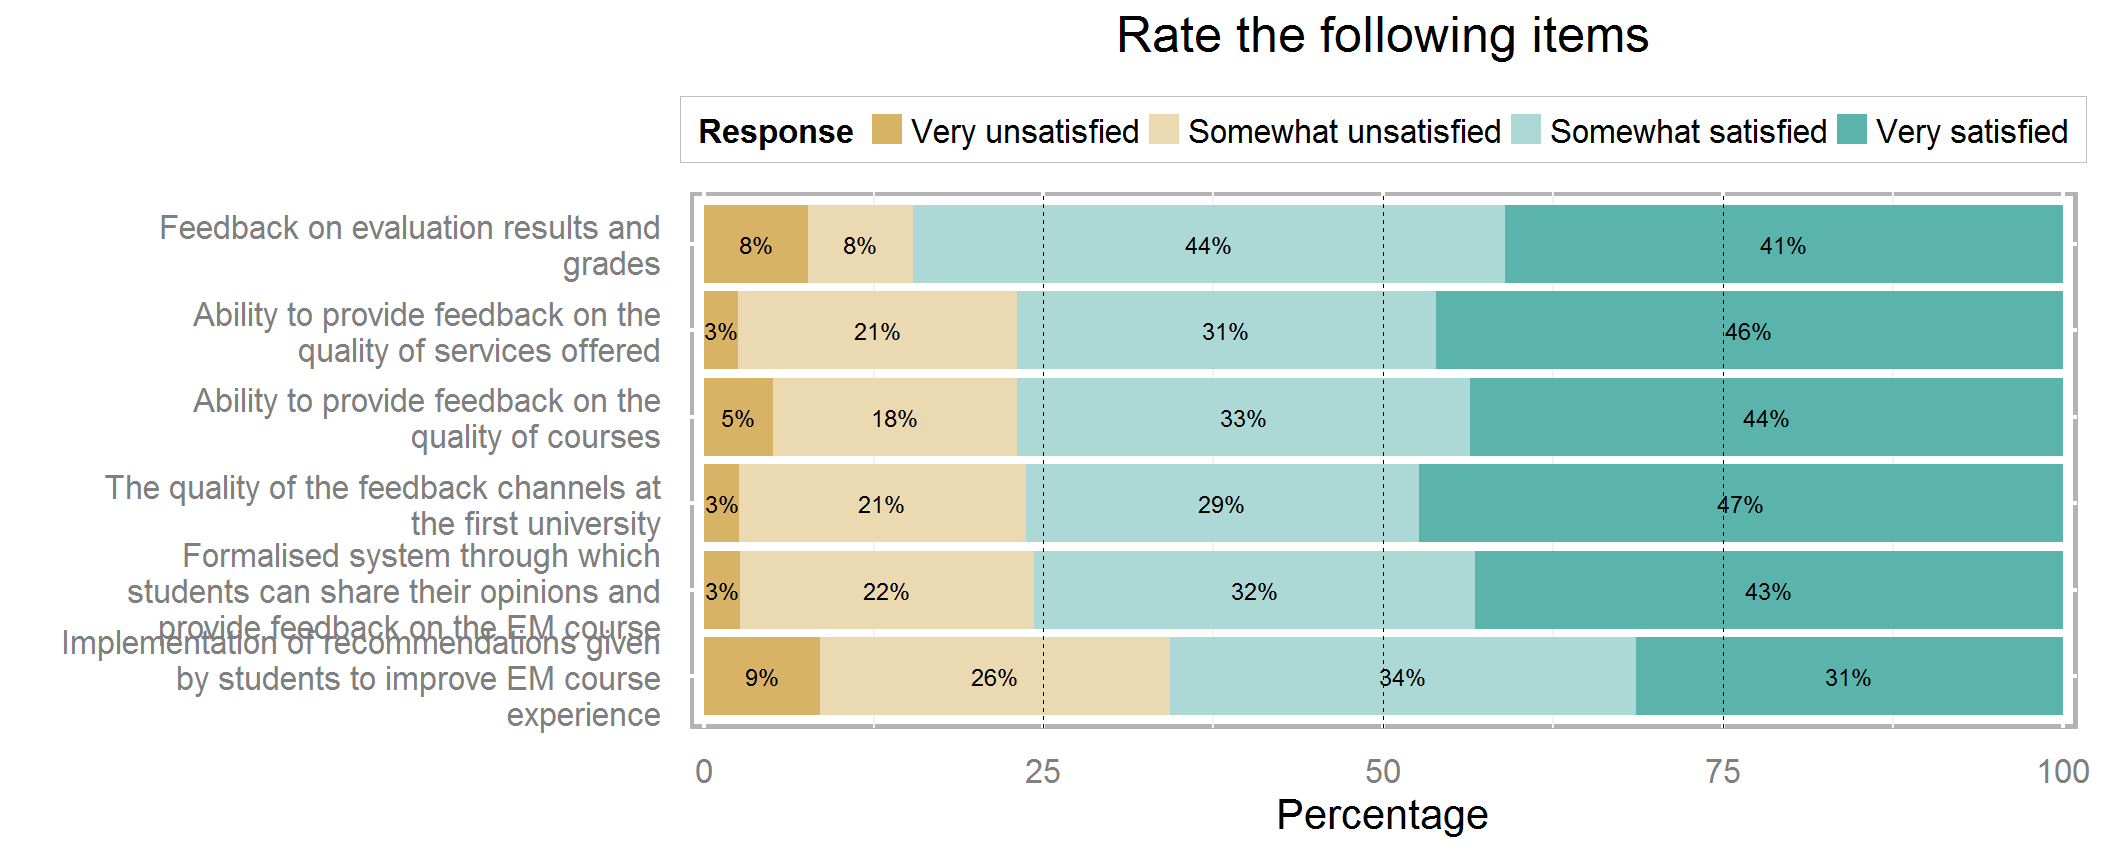 Rate the following items
Response Very unsatisfied Somewhat unsatisfied Somewhat satisfied Very satisfied
Feedback on evaluation results and
grades
8% 8% 44% 41%
Ability to provide feedback on the
quality of services offered
3% 21% 31% 46%
Ability to provide feedback on the
quality of courses
5% 18% 33% 44%
The quality of the feedback channels at
the first university
3% 21% 29% 47%
Formalised system through which
students can share their opinions and
provide feedback on the EM course
3% 22% 32% 43%
Implementation of recommendations given
by students to improve EM course
experience
9% 26% 34% 31%
0 25 50 75 100
Percentage